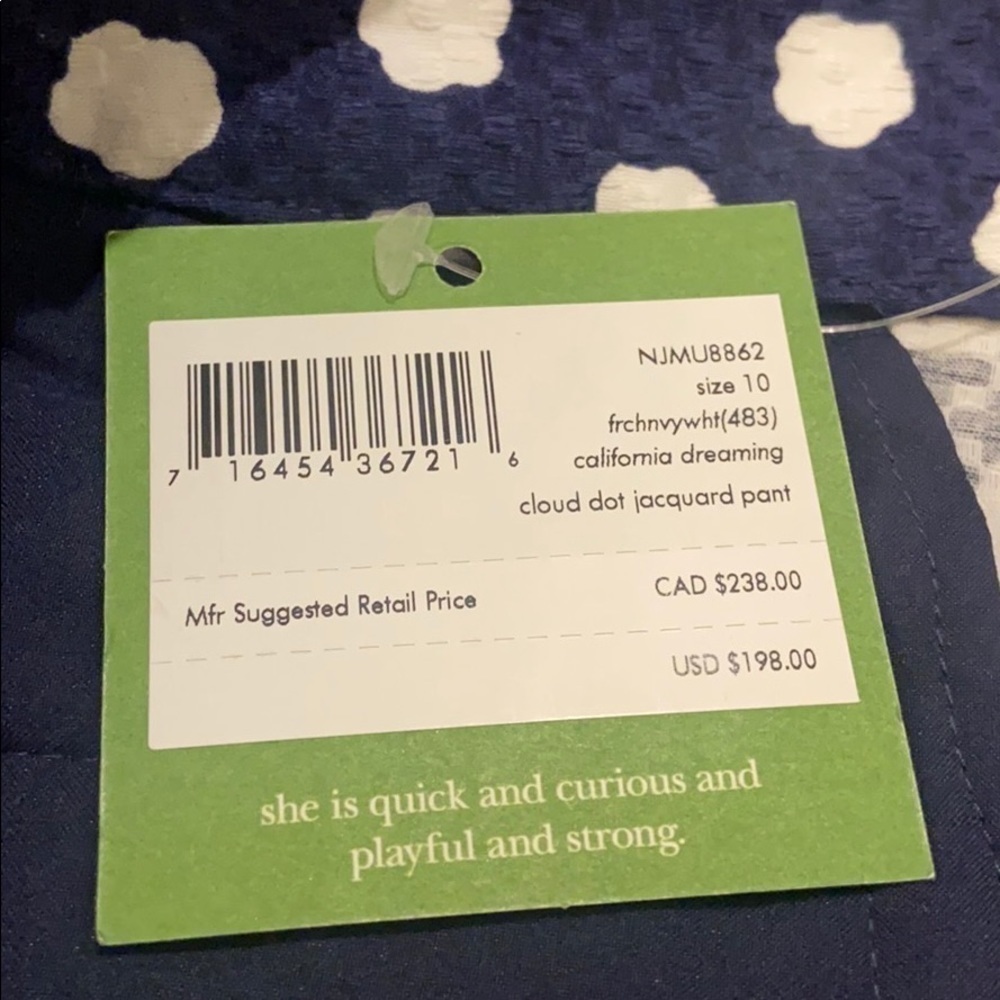 NJMU8862
size 10
frchnvywht(483)
california dreaming
cloud dot jacquard pant
7 16454 36721 6
Mfr Suggested Retail Price
CAD $238.00
USD $198.00
she is quick and curious and
playful and strong.